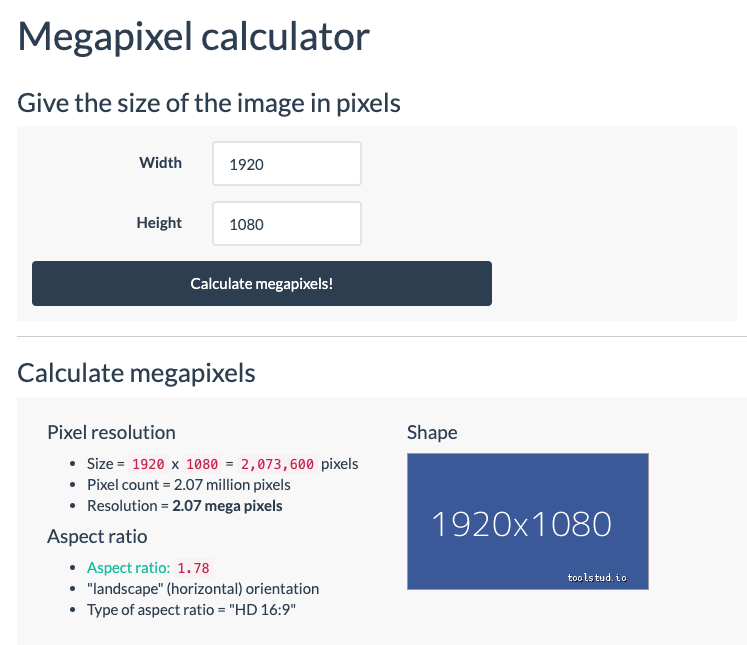 Megapixel calculator
Give the size of the image in pixels
Width 1920
Height 1080
Calculate megapixels!
Calculate megapixels
Pixel resolution
Size = 1920 x 1080 = 2,073,600 pixels
Pixel count = 2.07 million pixels
Resolution = 2.07 mega pixels
Aspect ratio
Aspect ratio: 1.78
"landscape" (horizontal) orientation
Type of aspect ratio = "HD 16:9"
Shape
1920x1080
toolstud.io